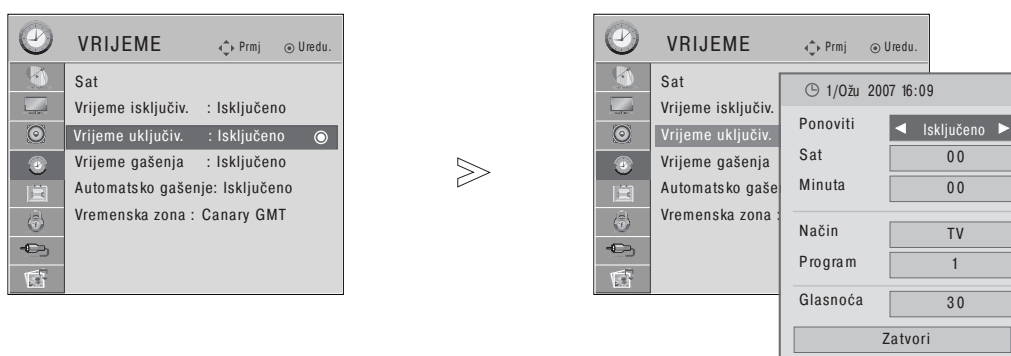 VRIJEME Prmj Uredu.
Sat
Vrijeme isključiv. : Isključeno
Vrijeme uključiv. : Isključeno
Vrijeme gašenja : Isključeno
Automatsko gašenje: Isključeno
Vremenska zona : Canary GMT
VRIJEME Prmj Uredu.
Sat
Vrijeme isključiv.
Vrijeme uključiv.
Vrijeme gašenja
Automatsko gaše
Vremenska zona :
1/Ožu 2007 16:09
Ponoviti Isključeno
Sat 00
Minuta 00
Način TV
Program 1
Glasnoća 30
Zatvori